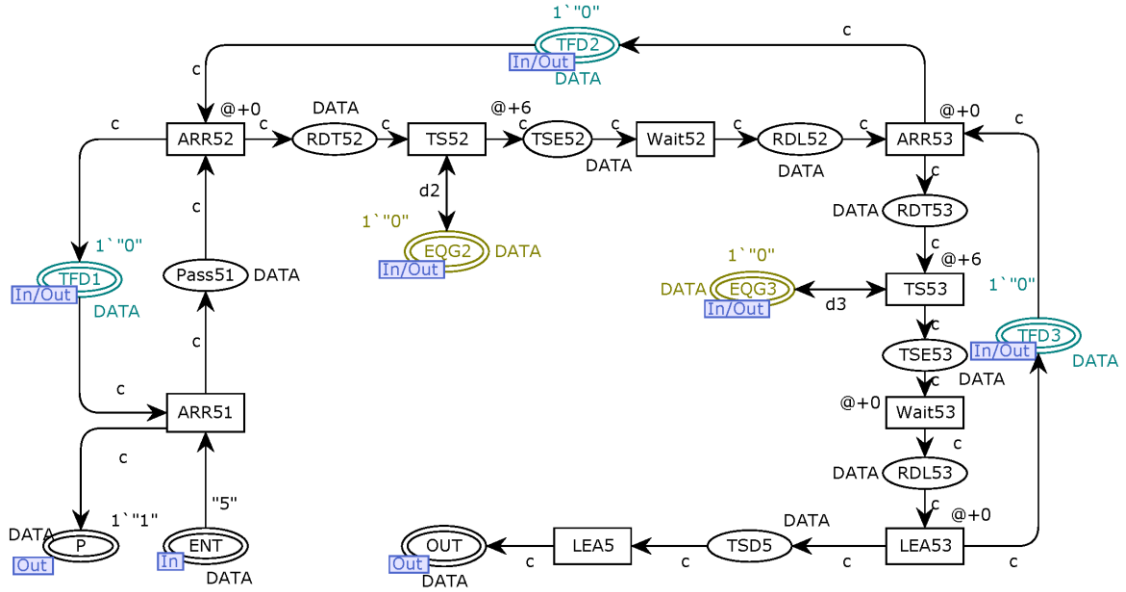 1`"0"
c
TFD2
c
In/Out
DATA
c
@+0
DATA
@+6
@+0
c
c
ARR52
c
RDT52
c
TS52
c
TSE52
c
Wait52
c
RDL52
c
ARR53
DATA
DATA
c
d2
c
DATA
RDT53
1`"0"
EQG2
DATA
In/Out
c
1`"0"
TFD1
In/Out
DATA
Pass51
DATA
1`"0"
@+6
DATA
EQG3
In/Out
d3
TS53
1`"0"
c
TFD3
In/Out
DATA
c
TSE53
DATA
c
c
ARR51
@+0
Wait53
c
c
DATA
RDL53
"5"
1`"1"
DATA
P
Out
ENT
In
DATA
c
@+0
DATA
OUT
Out
DATA
c
LEA5
c
TSD5
c
LEA53
c